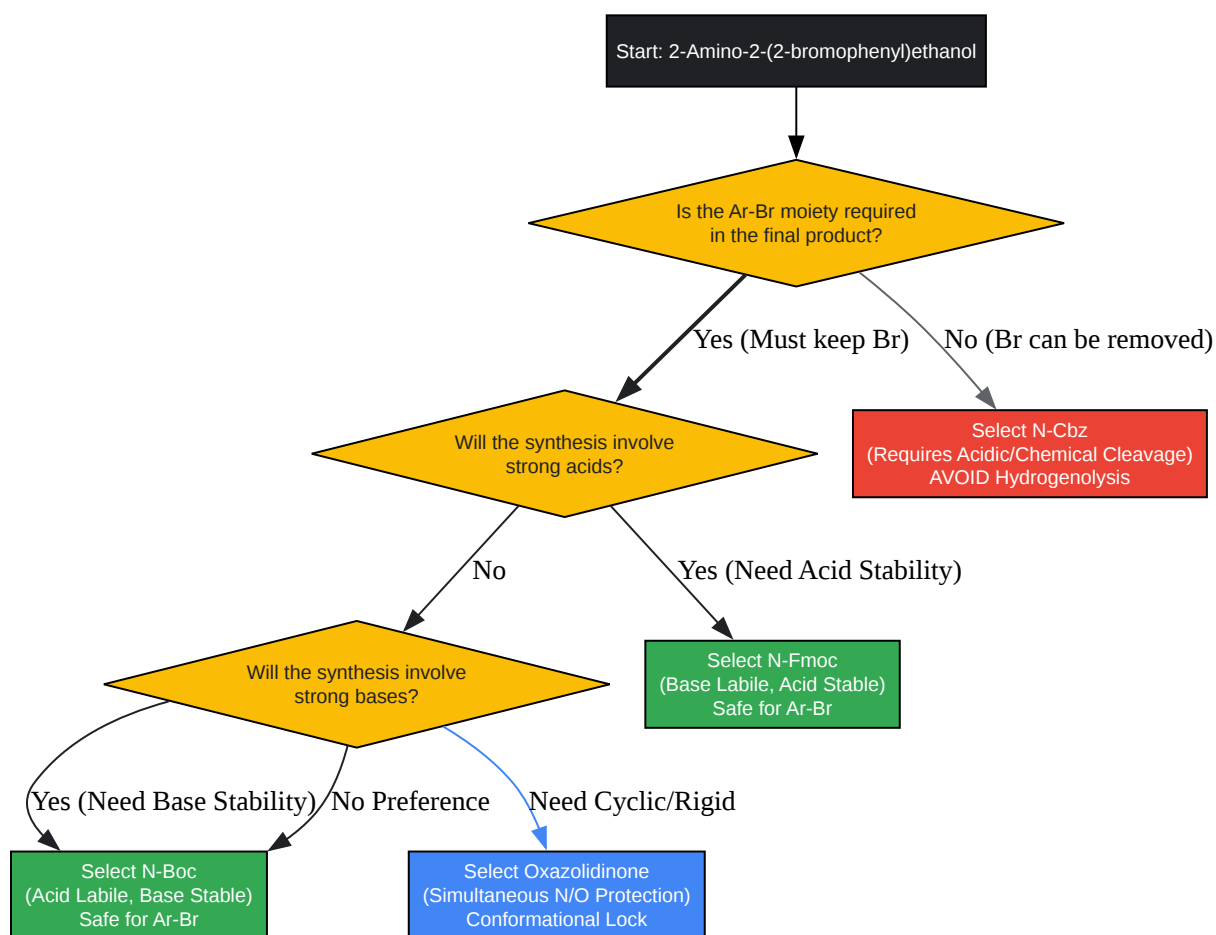 Start: 2-Amino-2-(2-bromophenyl)ethanol
Is the Ar-Br moiety required
in the final product?
Yes (Must keep Br)
No (Br can be removed)
Will the synthesis involve
strong acids?
Select N-Cbz
(Requires Acidic/Chemical Cleavage)
AVOID Hydrogenolysis
No
Yes (Need Acid Stability)
Will the synthesis involve
strong bases?
Select N-Fmoc
(Base Labile, Acid Stable)
Safe for Ar-Br
Yes (Need Base Stability)
No Preference
Need Cyclic/Rigid
Select N-Boc
(Acid Labile, Base Stable)
Safe for Ar-Br
Select Oxazolidinone
(Simultaneous N/O Protection)
Conformational Lock